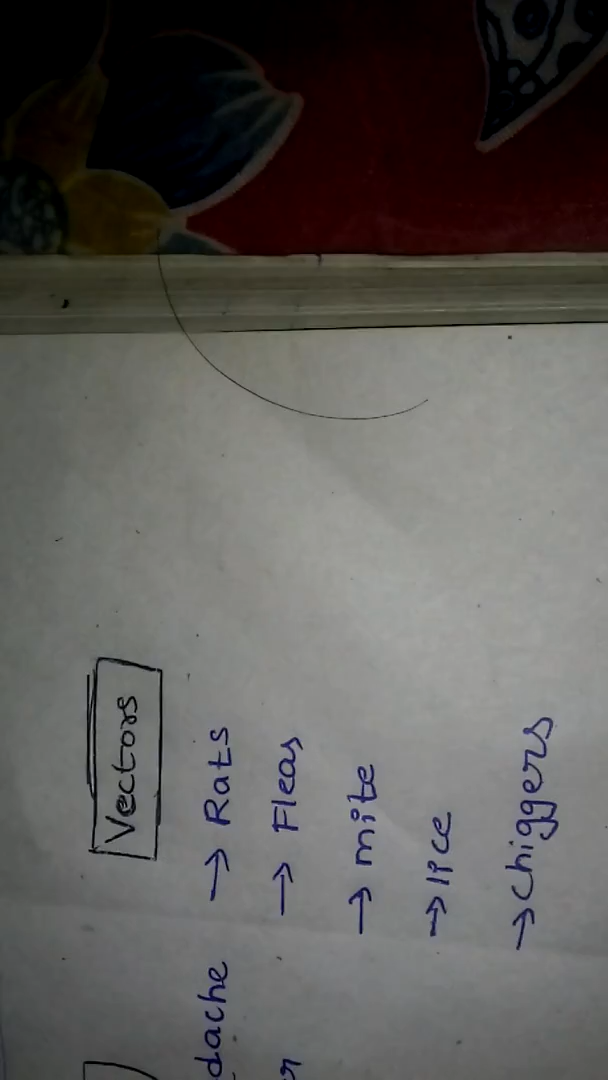 Vectors
→ Rats
→ Fleas
→ mite
→ lice
→ chiggers
dache